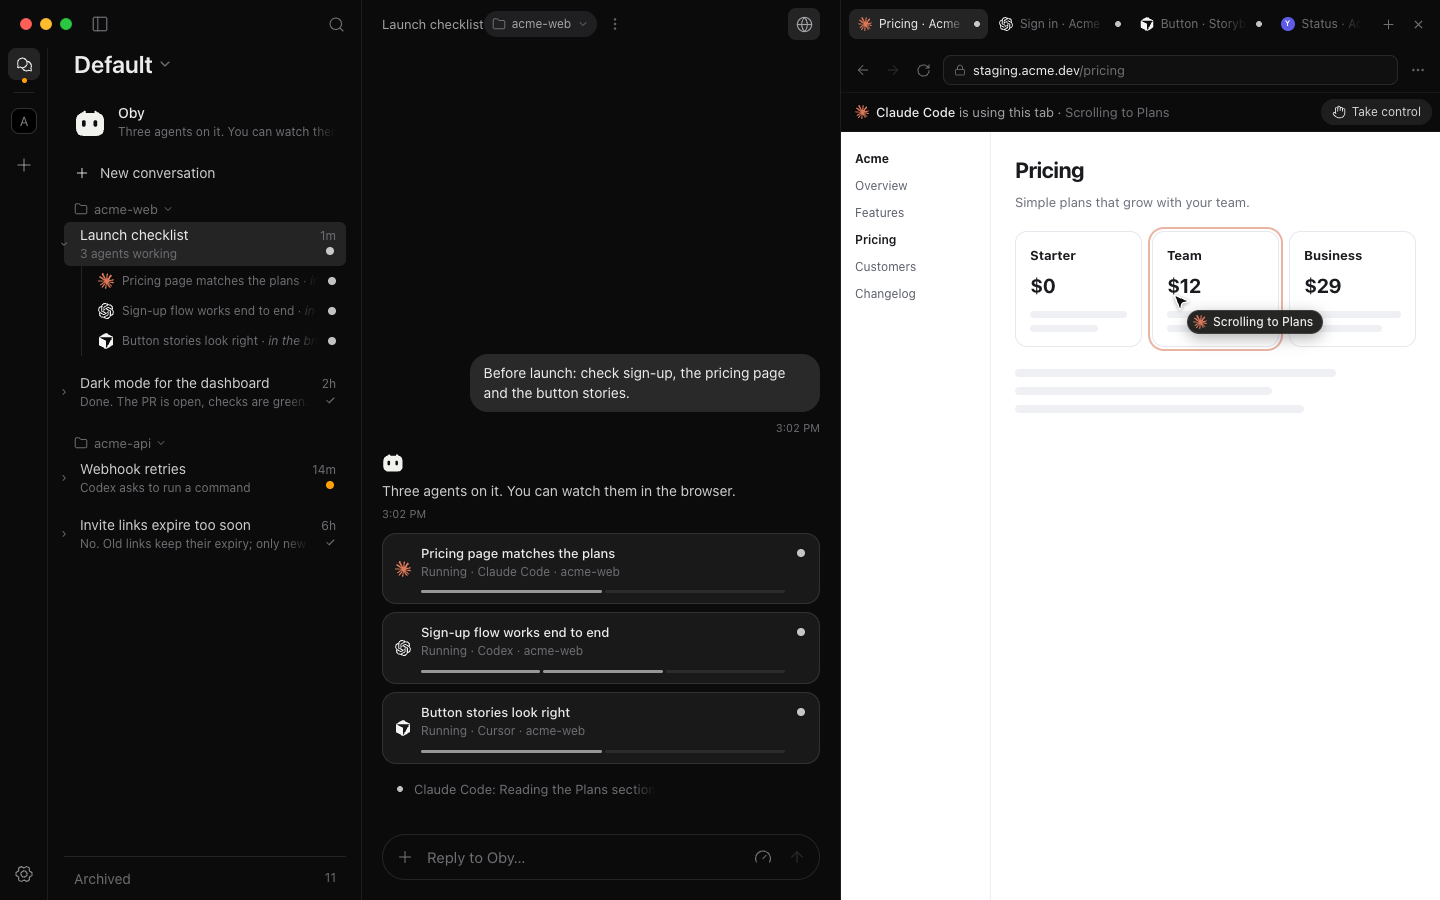 Default
A
Oby
Three agents on it. You can watch the
New conversation
acme-web
Launch checklist
1m
3 agents working
Pricing page matches the plans ·
Sign-up flow works end to end · in
Button stories look right · in the br
Dark mode for the dashboard
2h
Done. The PR is open, checks are green
acme-api
Webhook retries
14m
Codex asks to run a command
Invite links expire too soon
6h
No. Old links keep their expiry; only new
Archived
11
Launch checklist
acme-web
Before launch: check sign-up, the pricing page
and the button stories.
3:02 PM
Three agents on it. You can watch them in the browser.
3:02 PM
Pricing page matches the plans
Running · Claude Code · acme-web
Sign-up flow works end to end
Running · Codex · acme-web
Button stories look right
Running · Cursor · acme-web
Claude Code: Reading the Plans section
Reply to Oby...
Pricing · Acme
Sign in · Acme
Button · Storyb
Y
Status · Ac
staging.acme.dev/pricing
Claude Code is using this tab · Scrolling to Plans
Take control
Acme
Overview
Features
Pricing
Customers
Changelog
Pricing
Simple plans that grow with your team.
Starter
$0
Team
$12
Business
$29
Scrolling to Plans